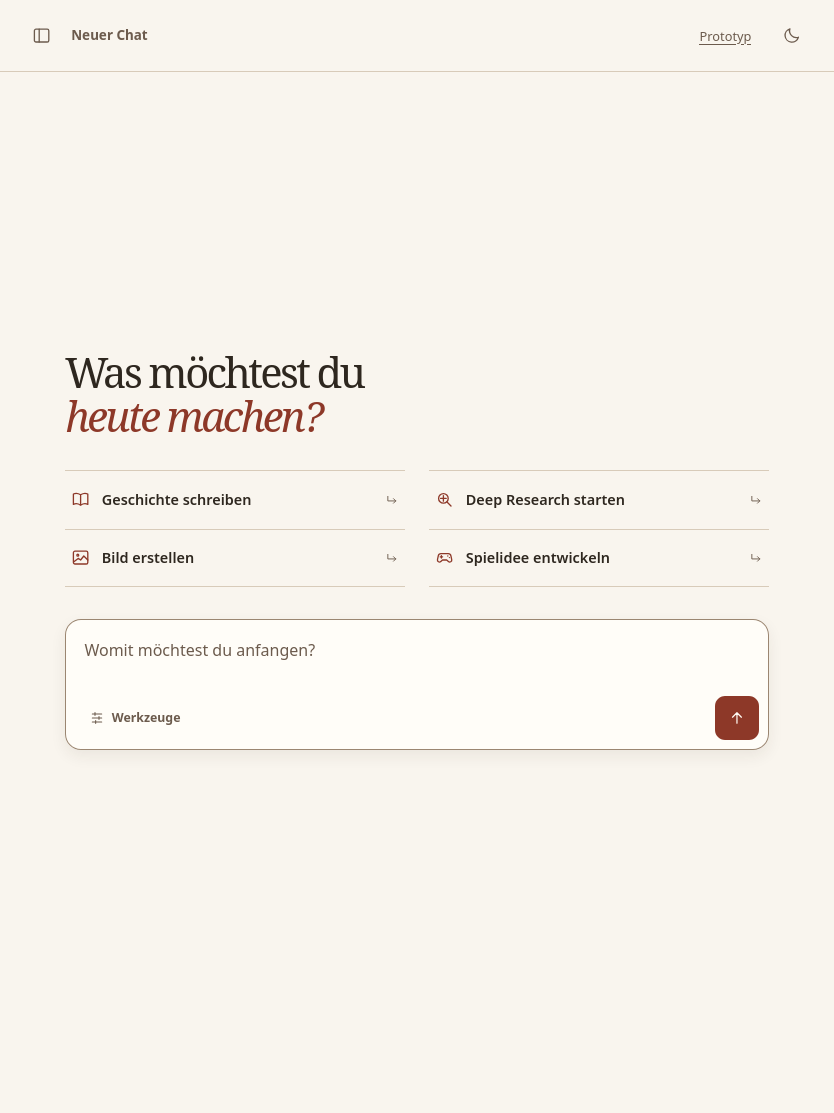 Neuer Chat
Prototyp
Was möchtest du
heute machen?
Geschichte schreiben
Deep Research starten
Bild erstellen
Spielidee entwickeln
Womit möchtest du anfangen?
Werkzeuge